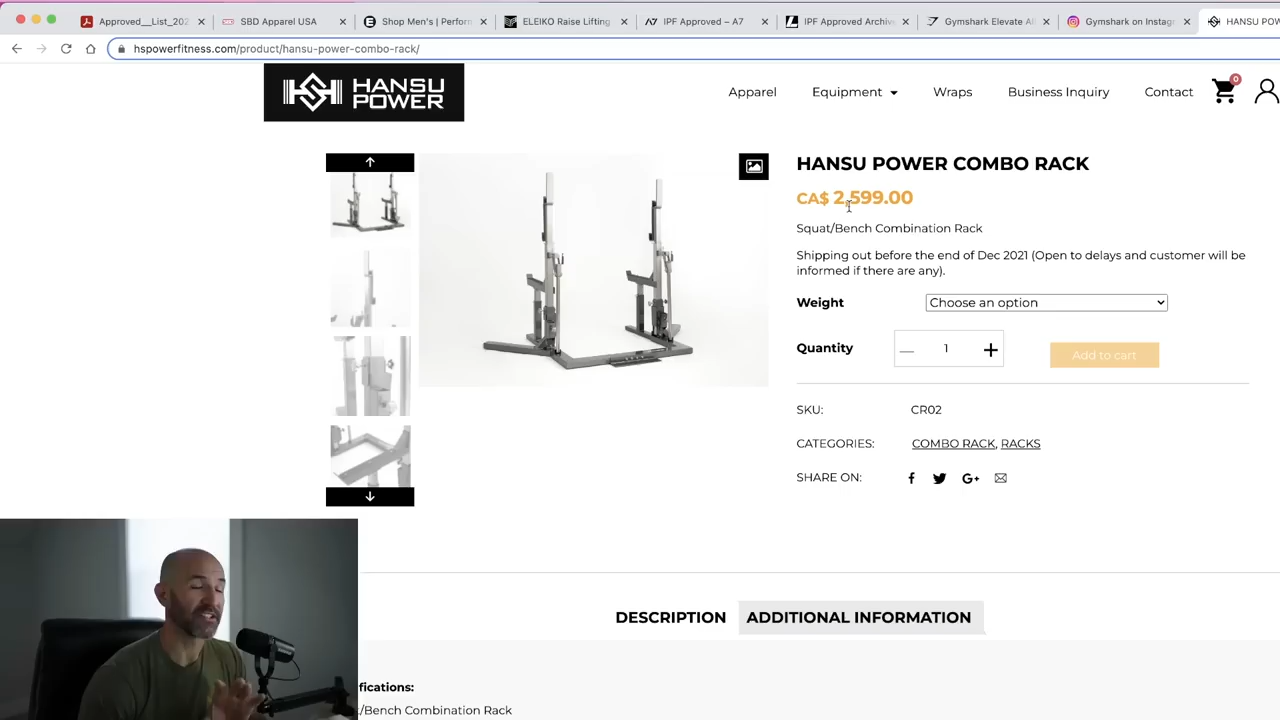 Approved__List_202
SBD Apparel USA
Shop Men's | Perform
ELEIKO Raise Lifting
IPF Approved – A7
IPF Approved Archive
Gymshark Elevate Al
Gymshark on Instag
HANSU POW
hspowerfitness.com/product/hansu-power-combo-rack/
HANSU
POWER
Apparel
Equipment
Wraps
Business Inquiry
Contact
0
HANSU POWER COMBO RACK
CA$ 2,599.00
Squat/Bench Combination Rack
Shipping out before the end of Dec 2021 (Open to delays and customer will be
informed if there are any).
Weight
Choose an option
Quantity
1
Add to cart
SKU:
CR02
CATEGORIES:
COMBO RACK, RACKS
SHARE ON:
DESCRIPTION
ADDITIONAL INFORMATION
fications:
/Bench Combination Rack